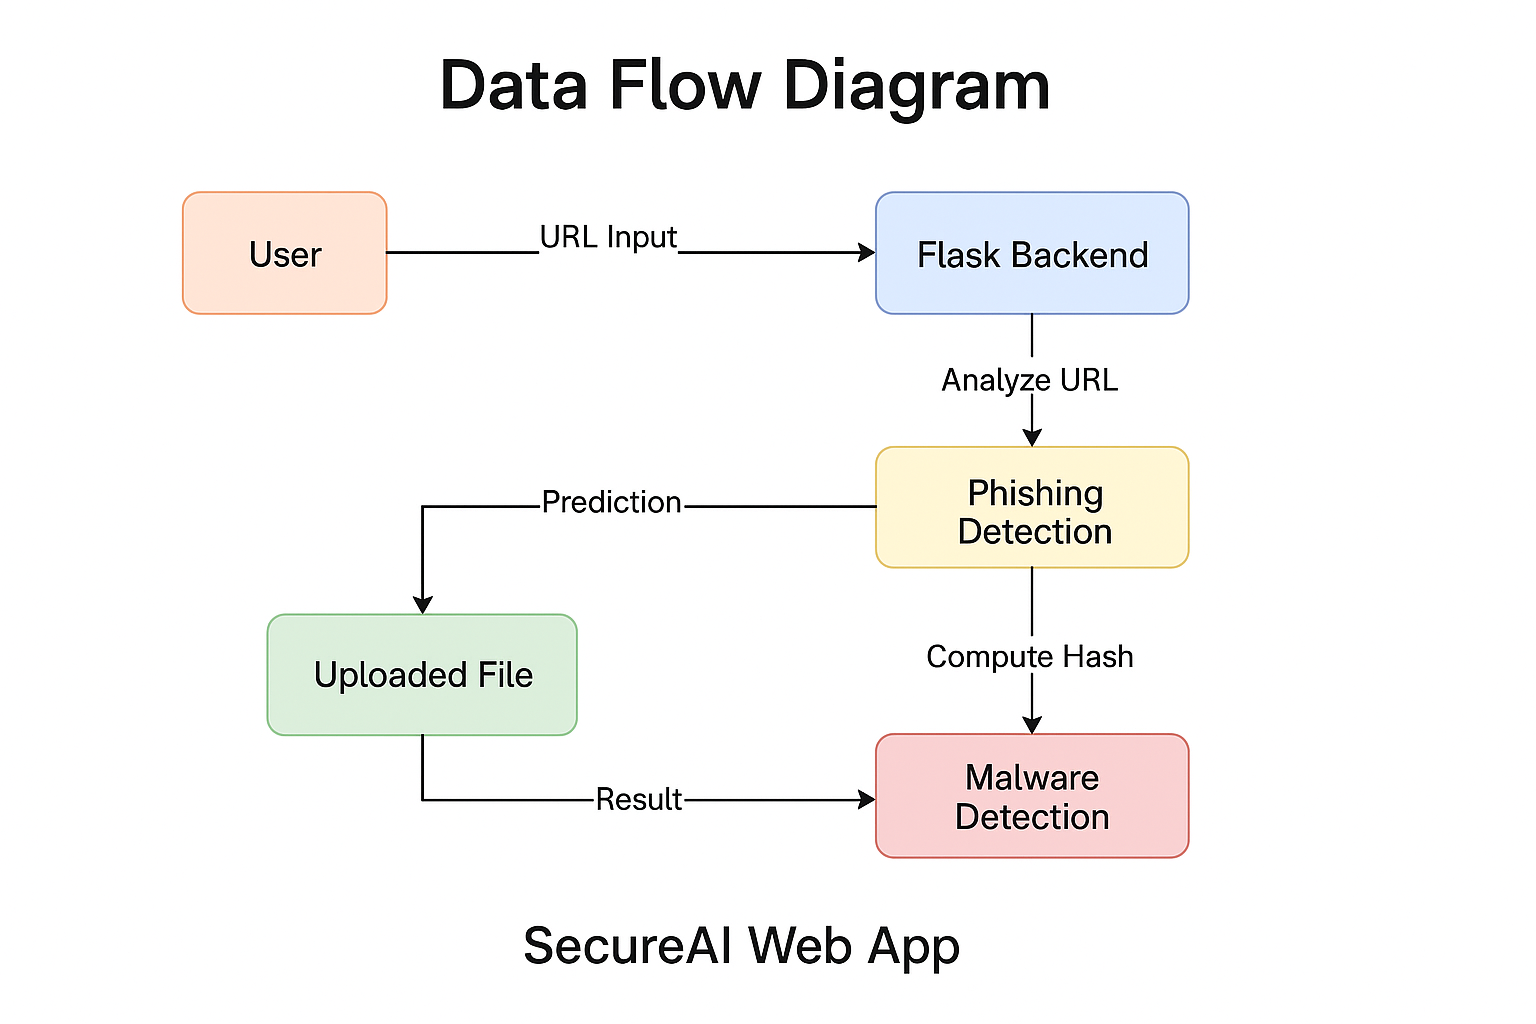 Data Flow Diagram
User
URL Input
Flask Backend
Analyze URL
Phishing
Detection
Prediction
Uploaded File
Compute Hash
Result
Malware
Detection
SecureAI Web App